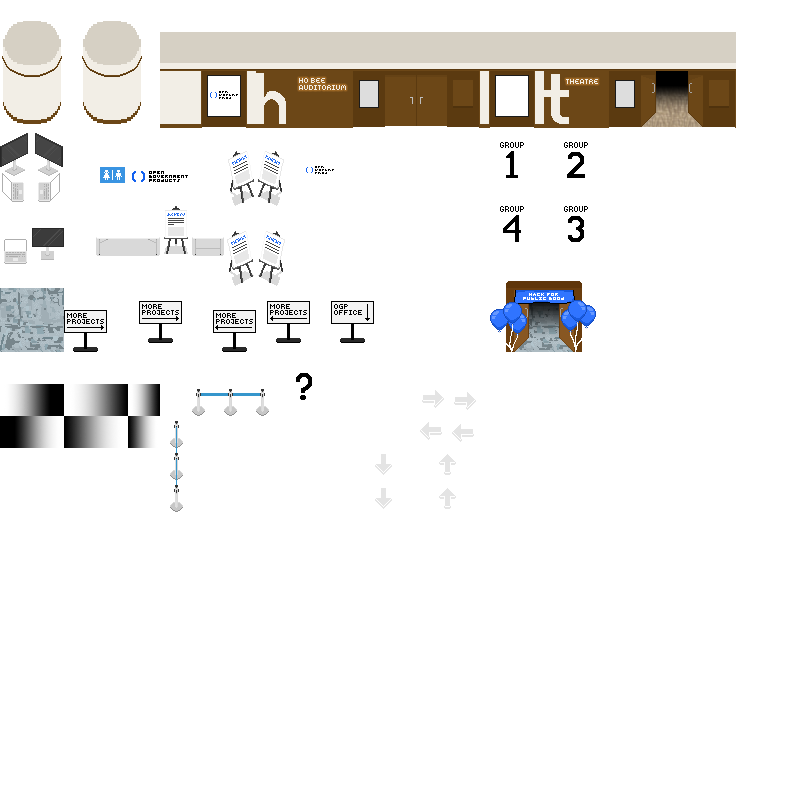 h
HO BEE
AUDITORIUM
lt
THEATRE
GROUP
1
GROUP
2
OPEN
GOVERNMENT
PRODUCTS
GROUP
4
GROUP
3
HACK FOR
PUBLIC GOOD
MORE
PROJECTS
MORE
PROJECTS
MORE
PROJECTS
MORE
PROJECTS
OGP
OFFICE
?